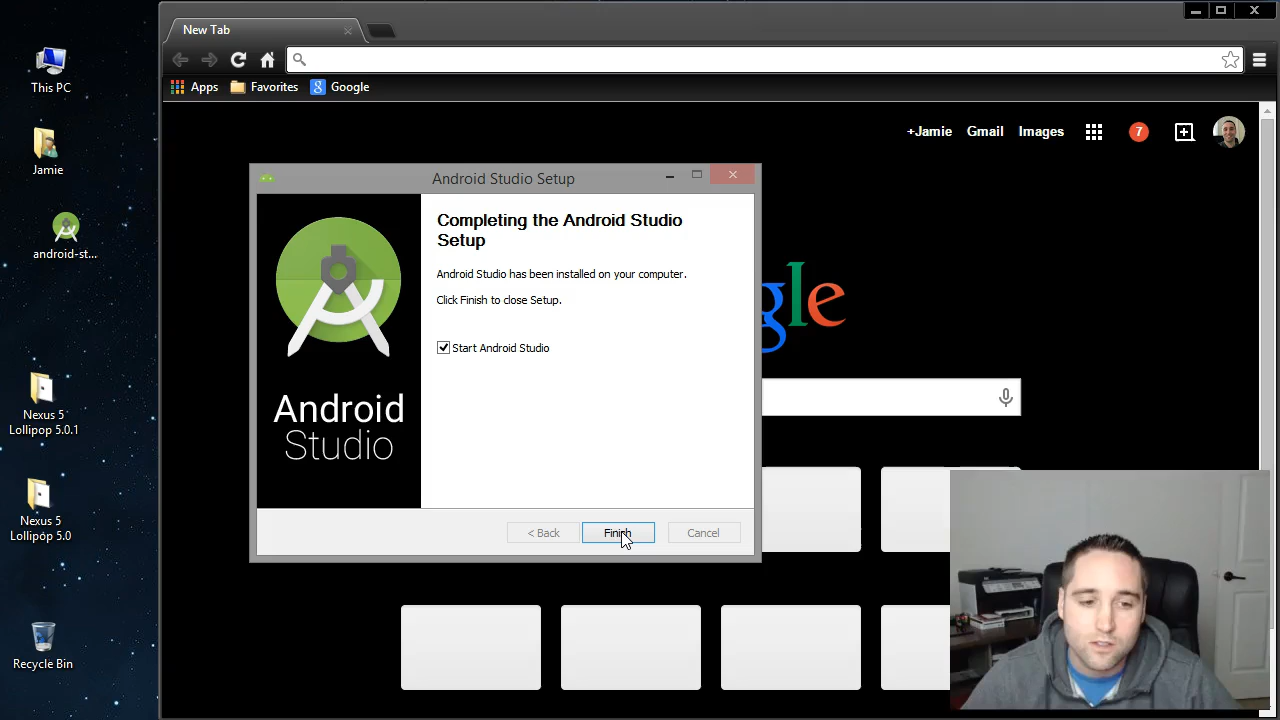 New Tab
Apps
Favorites
Google
+Jamie
Gmail
Images
7
This PC
Jamie
android-st...
Nexus 5
Lollipop 5.0.1
Nexus 5
Lollipop 5.0
Recycle Bin
Android Studio Setup
Completing the Android Studio
Setup
Android Studio has been installed on your computer.
Click Finish to close Setup.
Start Android Studio
Android
Studio
< Back
Finish
Cancel
gle